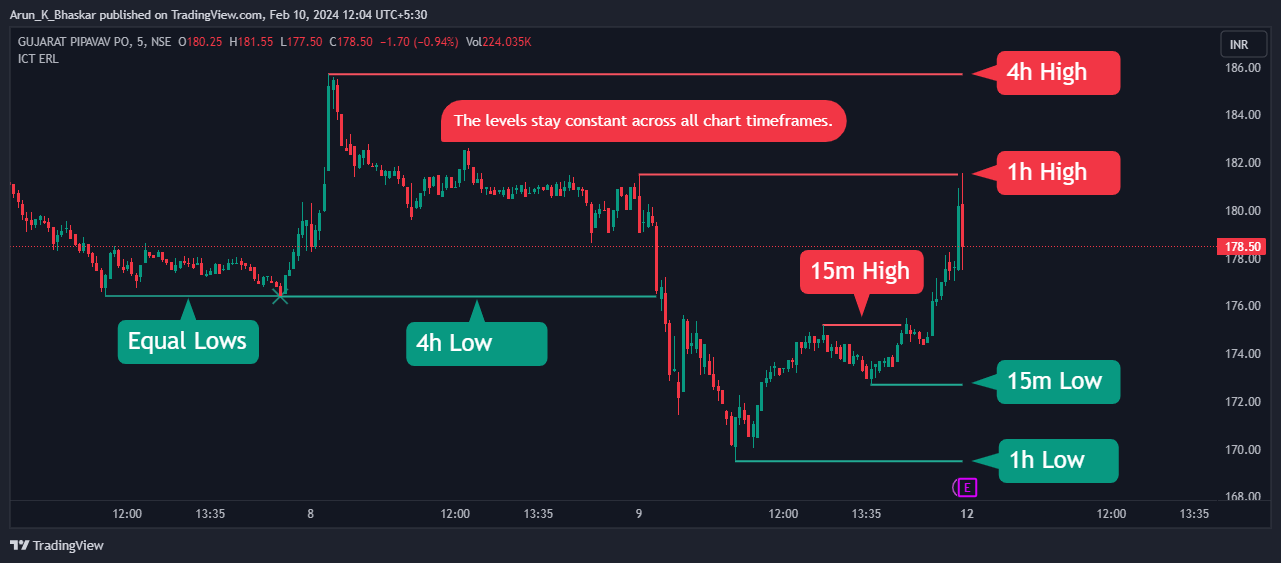 Arun_K_Bhaskar published on TradingView.com, Feb 10, 2024 12:04 UTC+5:30
GUJARAT PIPAVAV PO, 5, NSE O180.25 H181.55 L177.50 C178.50 −1.70 (−0.94%) Vol224.035K
ICT ERL
INR
186.00
4h High
184.00
The levels stay constant across all chart timeframes.
182.00
1h High
180.00
178.50
178.00
15m High
176.00
Equal Lows
4h Low
174.00
15m Low
172.00
170.00
1h Low
E
168.00
12:00 13:35 8 12:00 13:35 9 12:00 13:35 12 12:00 13:35
TradingView